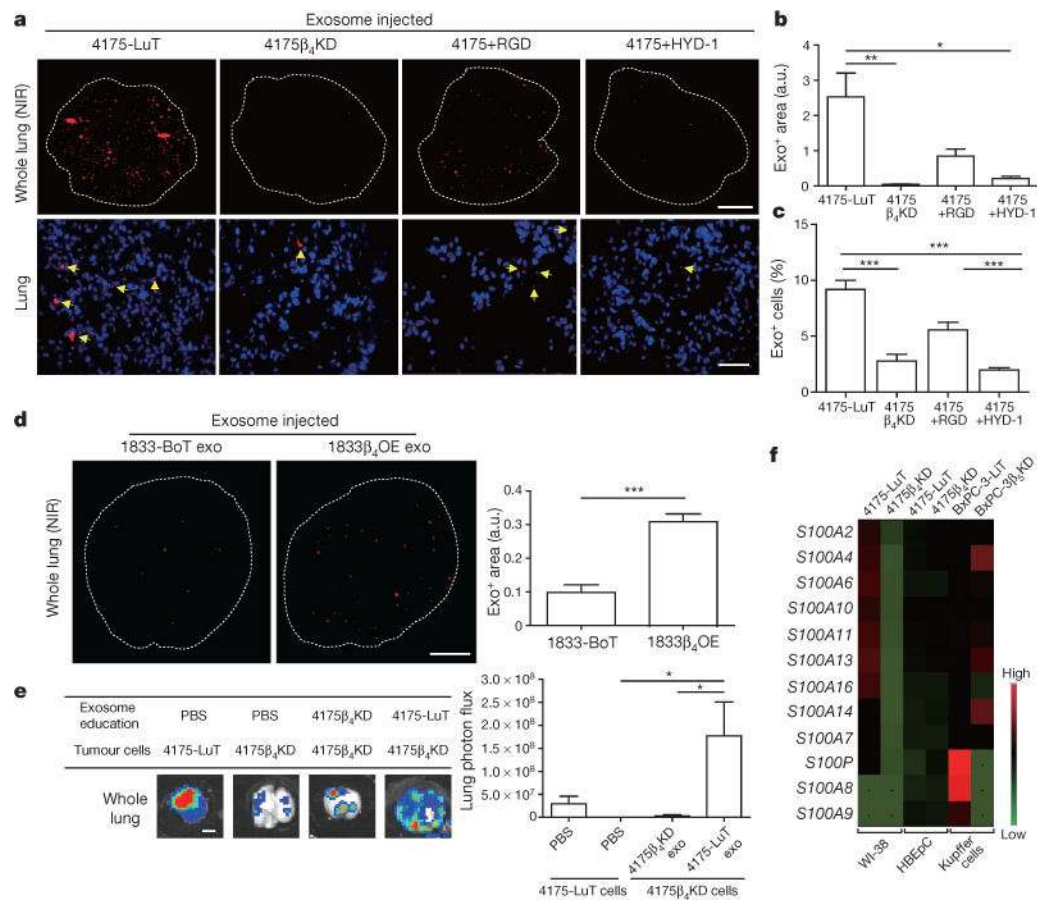 a
Exosome injected
4175-LuT 4175β4KD 4175+RGD 4175+HYD-1
Whole lung (NIR)
Lung
b
Exo+ area (a.u.)
4
3
2
1
0
** *
4175-LuT 4175 β4KD 4175 +RGD 4175 +HYD-1
c
Exo+ cells (%)
15
10
5
0
***
*** ***
4175-LuT 4175 β4KD 4175 +RGD 4175 +HYD-1
d
Exosome injected
1833-BoT exo 1833β4OE exo
Whole lung (NIR)
Exo+ area (a.u.)
0.4
0.3
0.2
0.1
0
***
1833-BoT 1833β4OE
e
Exosome education PBS PBS 4175β4KD 4175-LuT
Tumour cells 4175-LuT 4175β4KD 4175β4KD 4175β4KD
Whole lung
Lung photon flux
3.0 × 10⁸
2.5 × 10⁸
2.0 × 10⁸
1.5 × 10⁸
1.0 × 10⁸
5.0 × 10⁷
0
*
*
PBS PBS 4175β4KD exo 4175-LuT exo
4175-LuT cells 4175β4KD cells
f
4175-LuT 4175β4KD 4175-LuT 4175β4KD BxPC-3-LiT BxPC-3β5KD
S100A2
S100A4
S100A6
S100A10
S100A11
S100A13
S100A16
S100A14
S100A7
S100P
S100A8
S100A9
High
Low
WI-38 HBEpC Kupffer cells